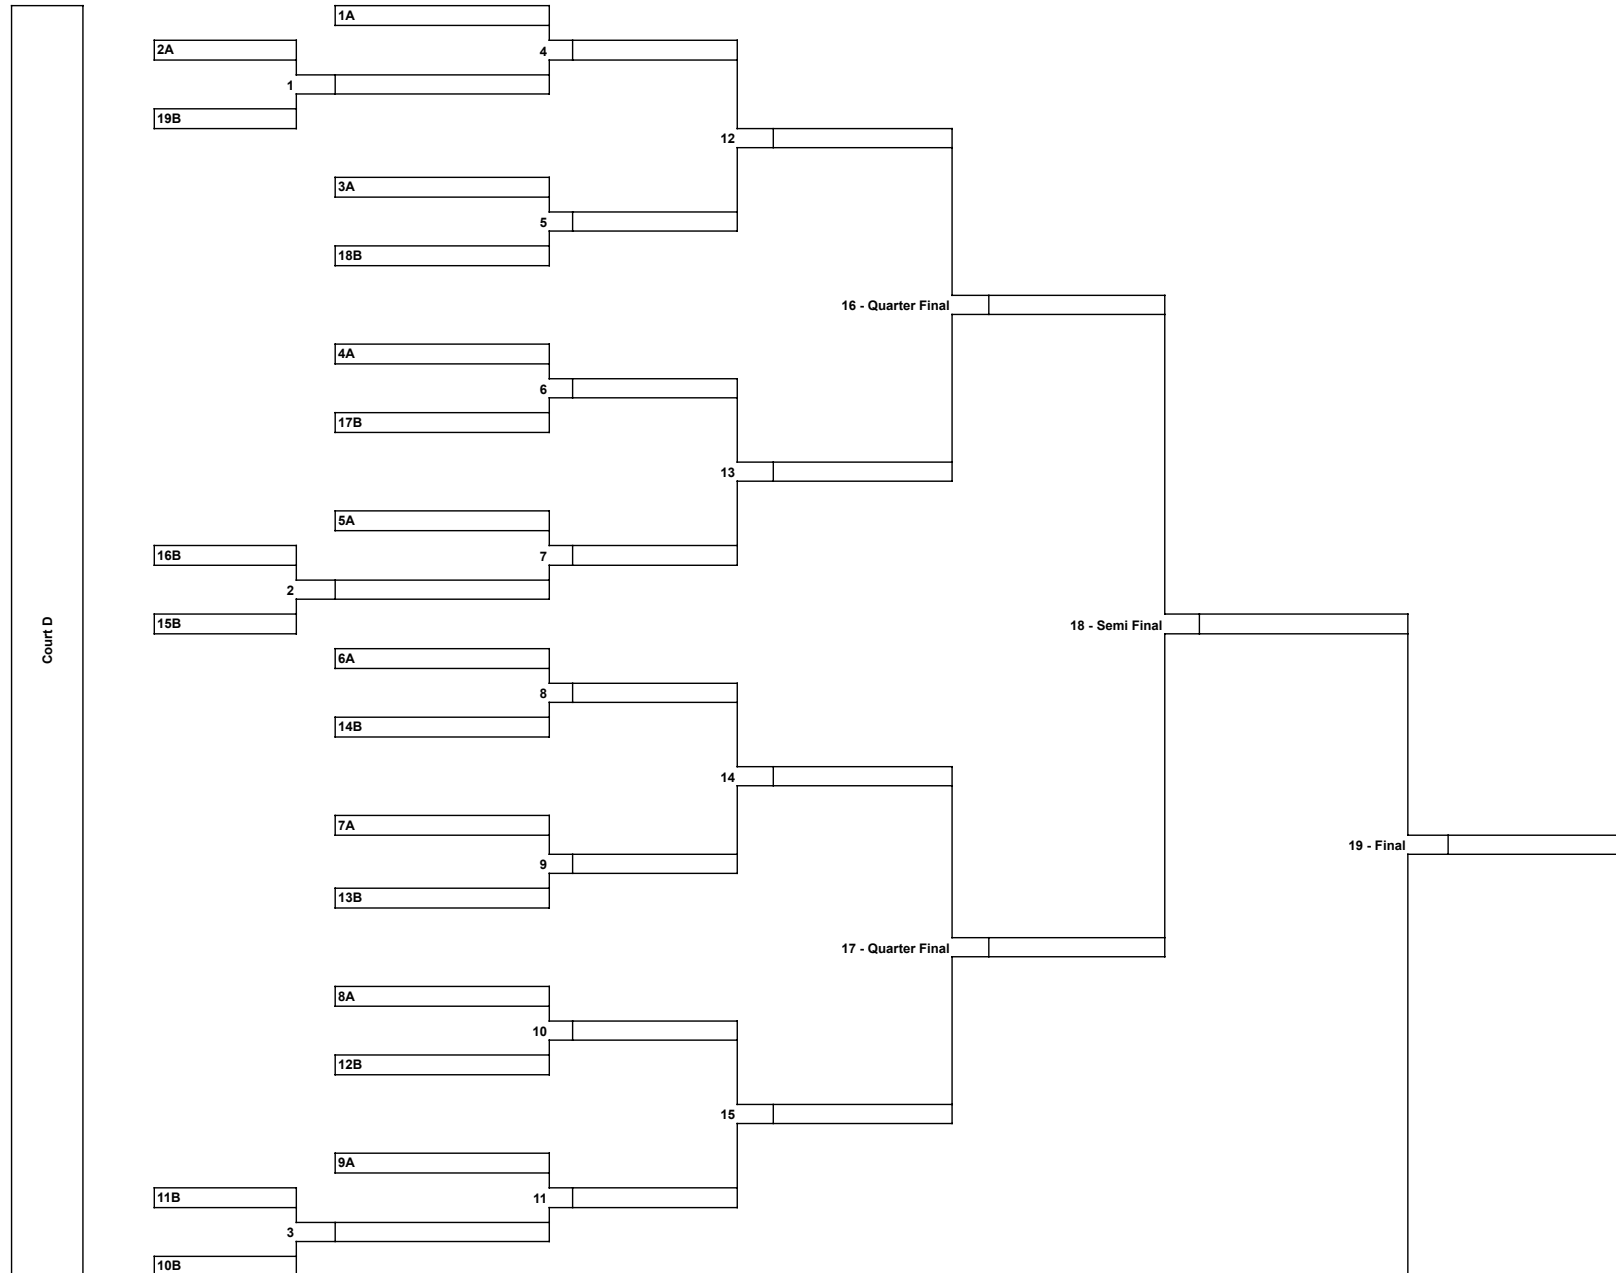 1A
2A
4
1
19B
12
3A
5
18B
16 - Quarter Final
4A
6
17B
13
5A
16B
7
2
15B
Court D
18 - Semi Final
6A
8
14B
14
7A
19 - Final
9
13B
17 - Quarter Final
8A
10
12B
15
9A
11B
11
3
10B